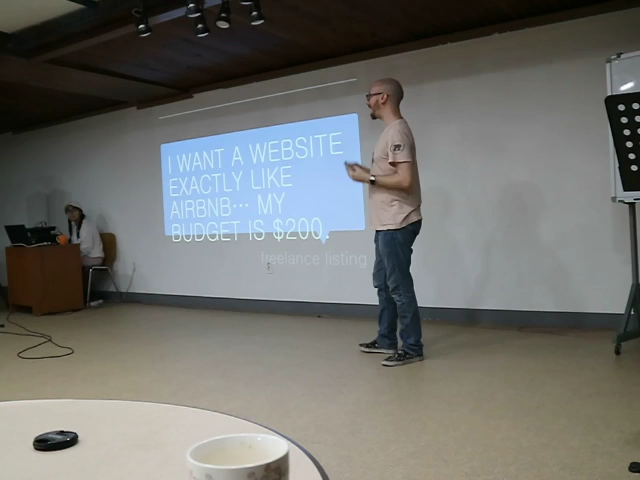 I WANT A WEBSITE
EXACTLY LIKE
AIRBNB... MY
BUDGET IS $200.
freelance listing